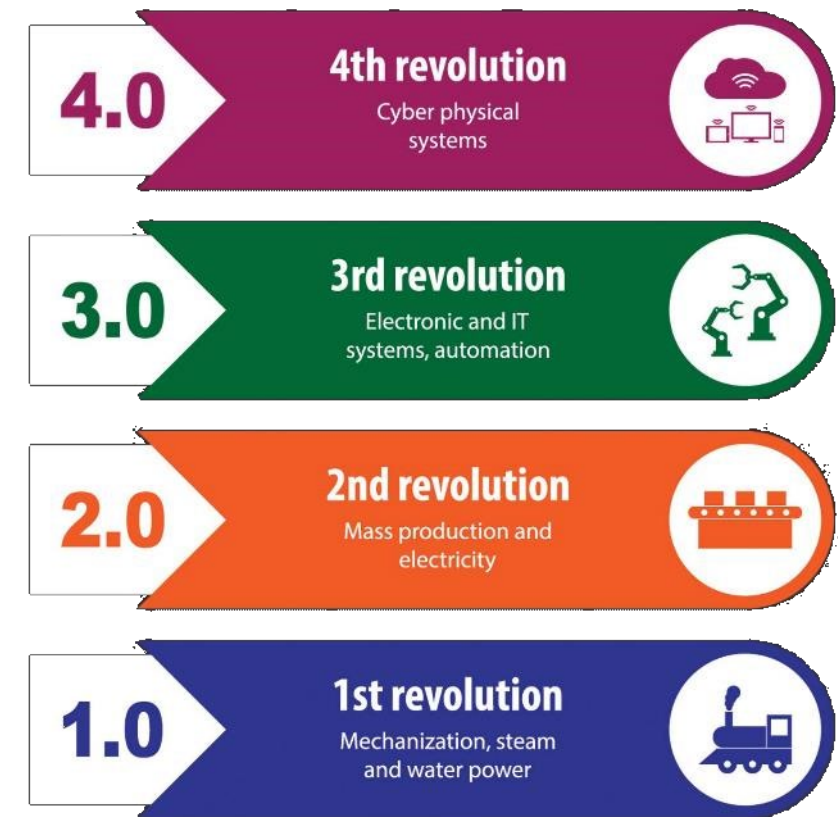 4.0
4th revolution
Cyber physical
systems
3.0
3rd revolution
Electronic and IT
systems, automation
2.0
2nd revolution
Mass production and
electricity
1.0
1st revolution
Mechanization, steam
and water power